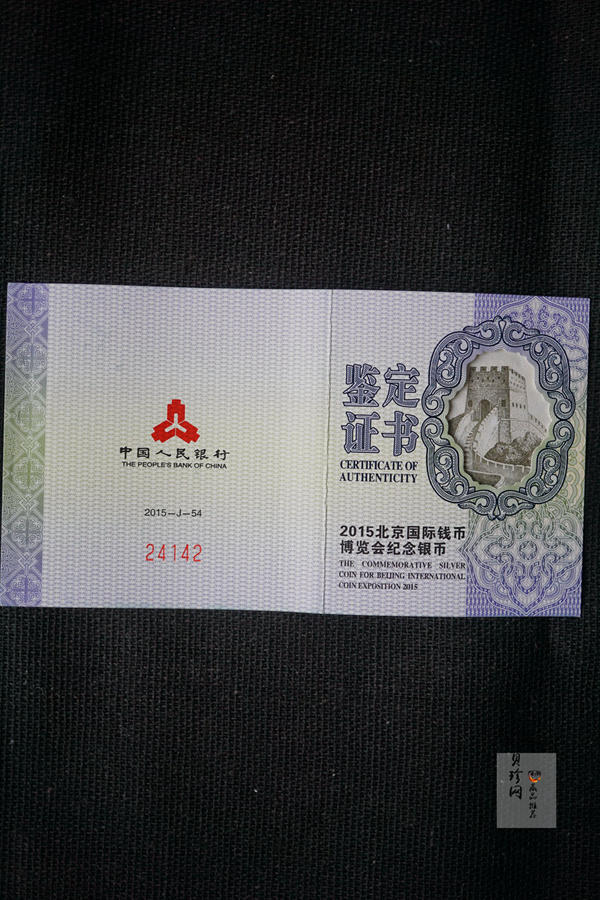 中国人民银行
THE PEOPLE'S BANK OF CHINA
2015-J-54
24142
鉴定
证书
CERTIFICATE OF
AUTHENTICITY
2015北京国际钱币
博览会纪念银币
THE COMMEMORATIVE SILVER
COIN FOR BEIJING INTERNATIONAL
COIN EXPOSITION 2015
贝珍网